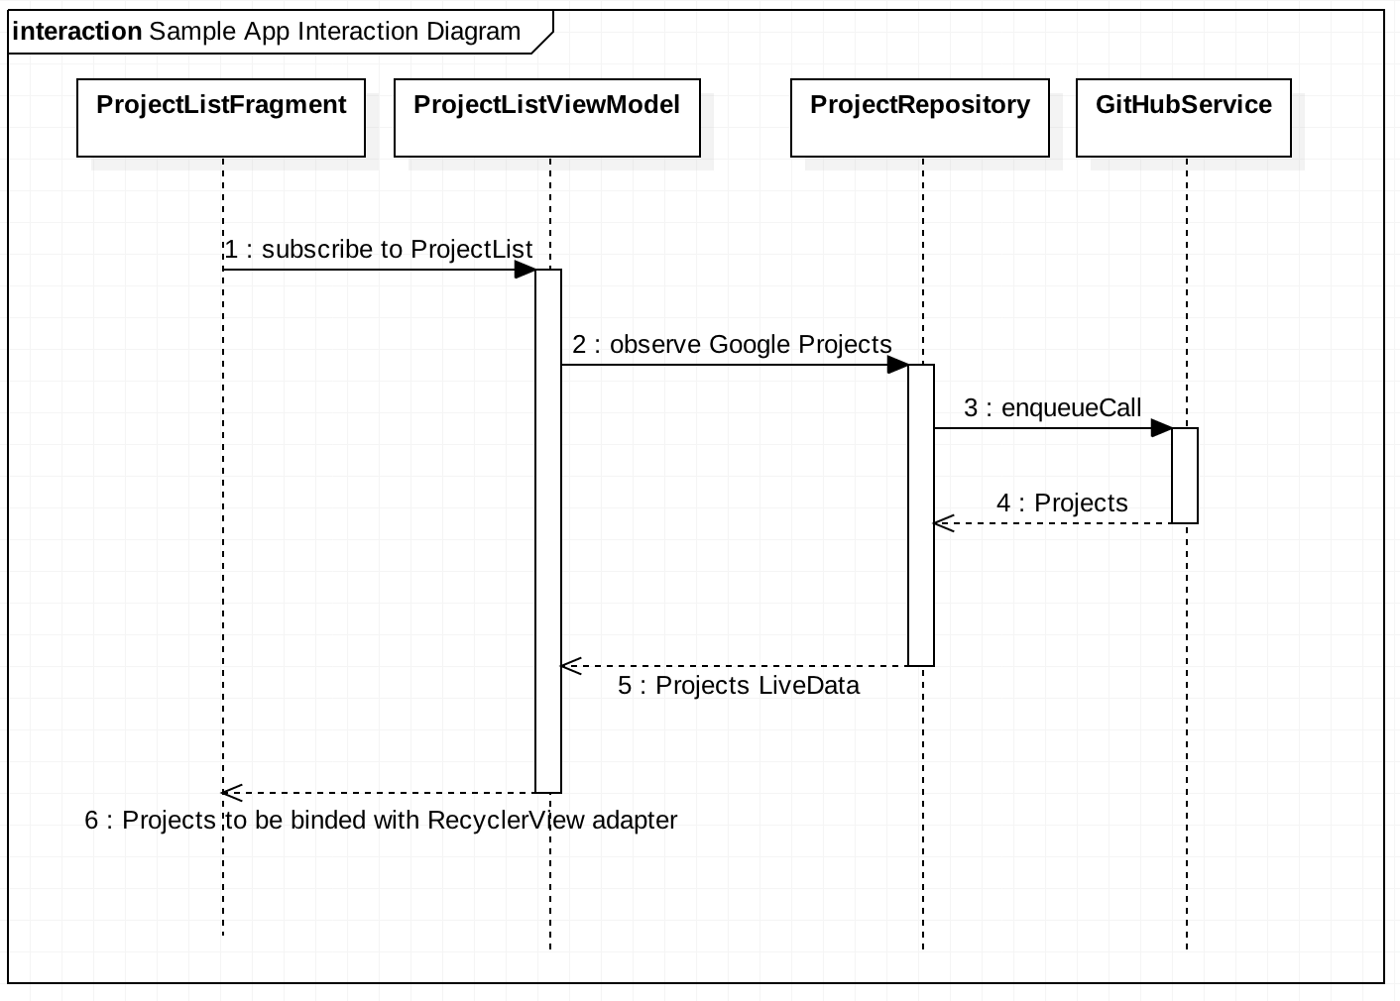 interaction Sample App Interaction Diagram
ProjectListFragment
ProjectListViewModel
ProjectRepository
GitHubService
1 : subscribe to ProjectList
2 : observe Google Projects
3 : enqueueCall
4 : Projects
5 : Projects LiveData
6 : Projects to be binded with RecyclerView adapter